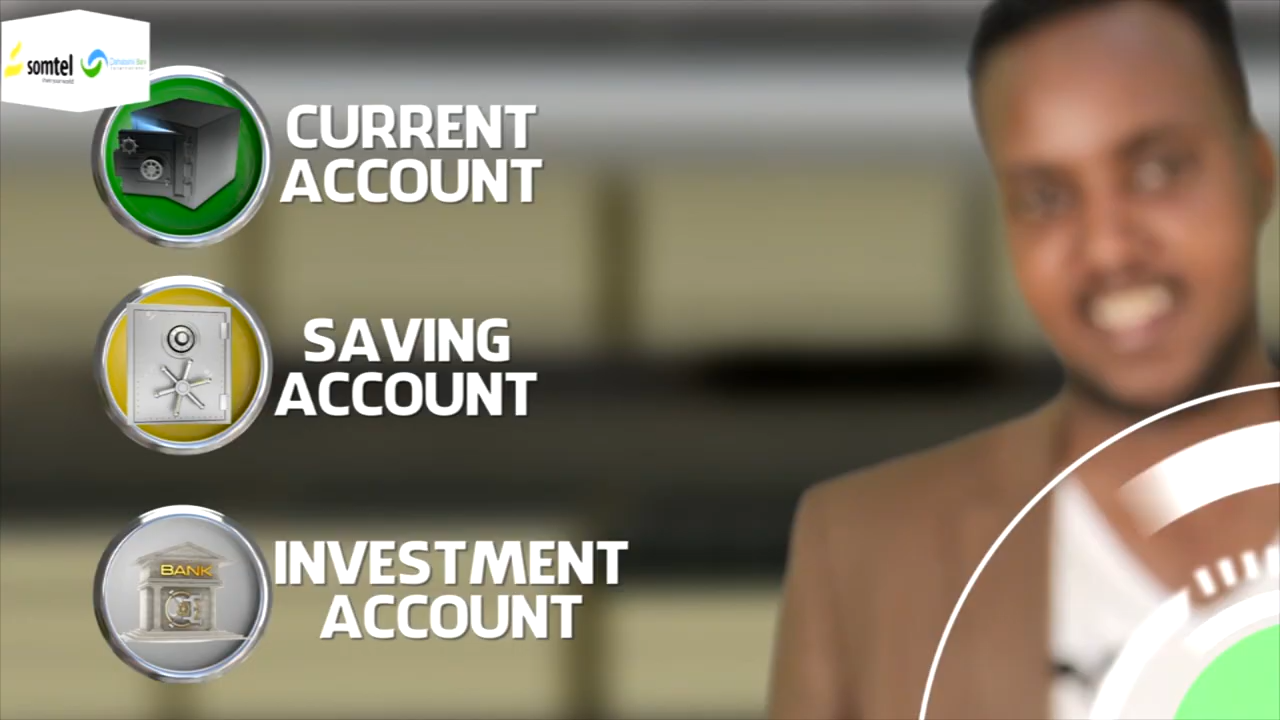 somtel
CURRENT
ACCOUNT
SAVING
ACCOUNT
BANK
INVESTMENT
ACCOUNT